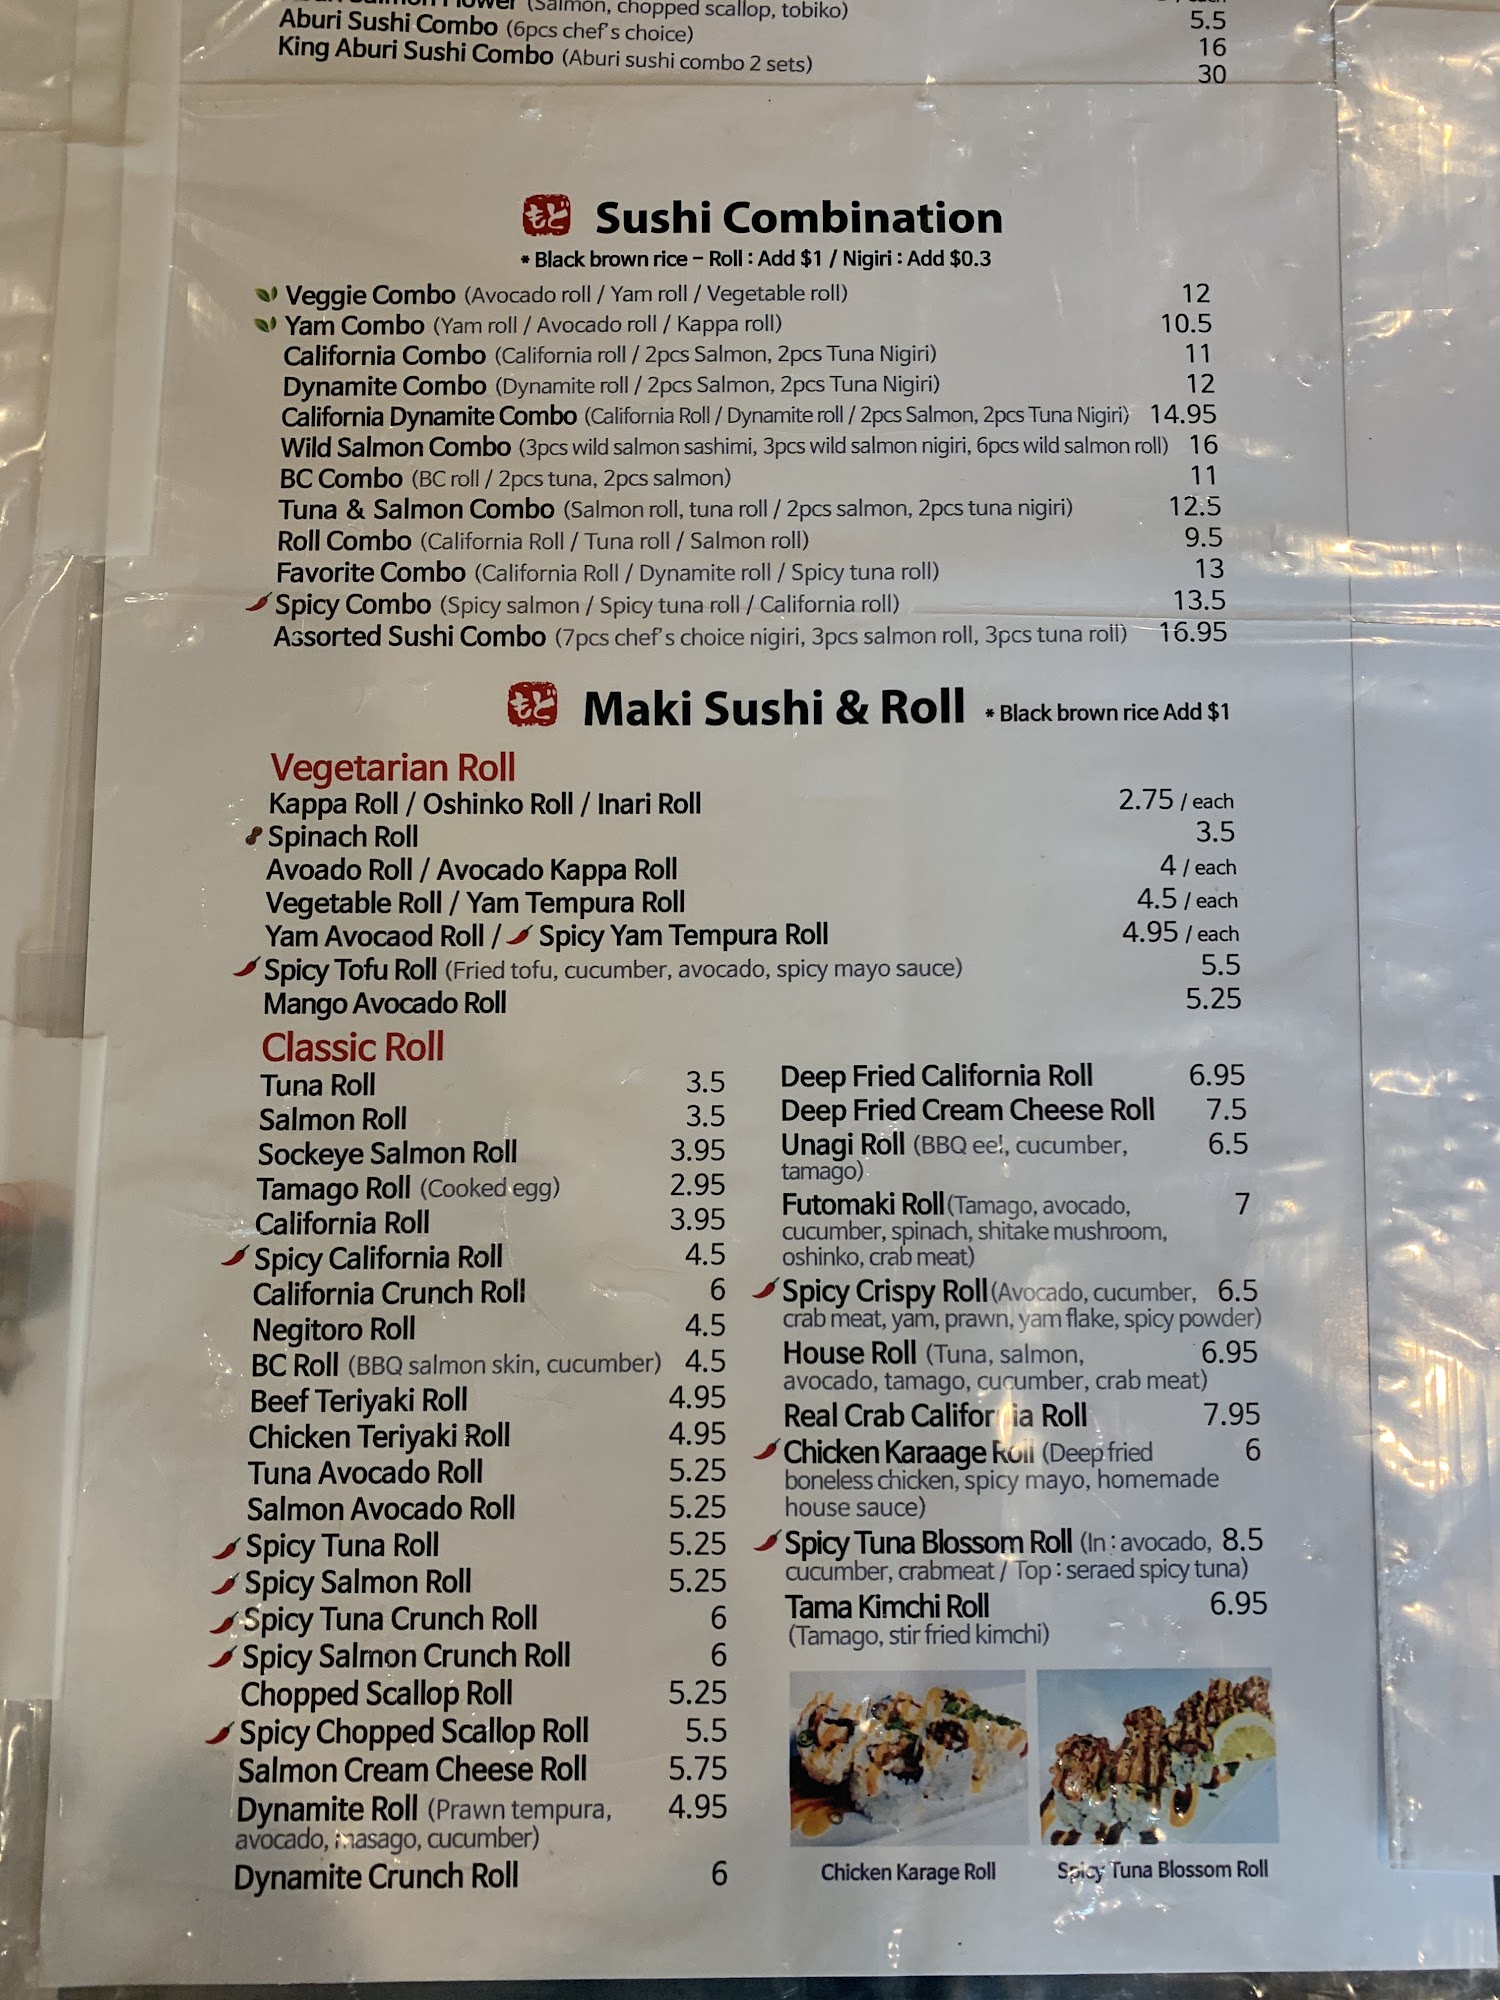 Salmon Flower (Salmon, chopped scallop, tobiko) / each
Aburi Sushi Combo (6pcs chef's choice) 5.5
King Aburi Sushi Combo (Aburi sushi combo 2 sets) 16
30
もど Sushi Combination
* Black brown rice – Roll : Add $1 / Nigiri : Add $0.3
Veggie Combo (Avocado roll / Yam roll / Vegetable roll) 12
Yam Combo (Yam roll / Avocado roll / Kappa roll) 10.5
California Combo (California roll / 2pcs Salmon, 2pcs Tuna Nigiri) 11
Dynamite Combo (Dynamite roll / 2pcs Salmon, 2pcs Tuna Nigiri) 12
California Dynamite Combo (California Roll / Dynamite roll / 2pcs Salmon, 2pcs Tuna Nigiri) 14.95
Wild Salmon Combo (3pcs wild salmon sashimi, 3pcs wild salmon nigiri, 6pcs wild salmon roll) 16
BC Combo (BC roll / 2pcs tuna, 2pcs salmon) 11
Tuna & Salmon Combo (Salmon roll, tuna roll / 2pcs salmon, 2pcs tuna nigiri) 12.5
Roll Combo (California Roll / Tuna roll / Salmon roll) 9.5
Favorite Combo (California Roll / Dynamite roll / Spicy tuna roll) 13
Spicy Combo (Spicy salmon / Spicy tuna roll / California roll) 13.5
Assorted Sushi Combo (7pcs chef's choice nigiri, 3pcs salmon roll, 3pcs tuna roll) 16.95
もど Maki Sushi & Roll * Black brown rice Add $1
Vegetarian Roll
Kappa Roll / Oshinko Roll / Inari Roll 2.75 / each
Spinach Roll 3.5
Avoado Roll / Avocado Kappa Roll 4 / each
Vegetable Roll / Yam Tempura Roll 4.5 / each
Yam Avocaod Roll / Spicy Yam Tempura Roll 4.95 / each
Spicy Tofu Roll (Fried tofu, cucumber, avocado, spicy mayo sauce) 5.5
Mango Avocado Roll 5.25
Classic Roll
Tuna Roll 3.5
Salmon Roll 3.5
Sockeye Salmon Roll 3.95
Tamago Roll (Cooked egg) 2.95
California Roll 3.95
Spicy California Roll 4.5
California Crunch Roll 6
Negitoro Roll 4.5
BC Roll (BBQ salmon skin, cucumber) 4.5
Beef Teriyaki Roll 4.95
Chicken Teriyaki Roll 4.95
Tuna Avocado Roll 5.25
Salmon Avocado Roll 5.25
Spicy Tuna Roll 5.25
Spicy Salmon Roll 5.25
Spicy Tuna Crunch Roll 6
Spicy Salmon Crunch Roll 6
Chopped Scallop Roll 5.25
Spicy Chopped Scallop Roll 5.5
Salmon Cream Cheese Roll 5.75
Dynamite Roll (Prawn tempura, 4.95
avocado, masago, cucumber)
Dynamite Crunch Roll 6
Deep Fried California Roll 6.95
Deep Fried Cream Cheese Roll 7.5
Unagi Roll (BBQ eel, cucumber, 6.5
tamago)
Futomaki Roll(Tamago, avocado, 7
cucumber, spinach, shitake mushroom,
oshinko, crab meat)
Spicy Crispy Roll(Avocado, cucumber, 6.5
crab meat, yam, prawn, yam flake, spicy powder)
House Roll (Tuna, salmon, 6.95
avocado, tamago, cucumber, crab meat)
Real Crab California Roll 7.95
Chicken Karaage Roll (Deep fried 6
boneless chicken, spicy mayo, homemade
house sauce)
Spicy Tuna Blossom Roll (In : avocado, 8.5
cucumber, crabmeat / Top : seraed spicy tuna)
Tama Kimchi Roll 6.95
(Tamago, stir fried kimchi)
Chicken Karage Roll
Spicy Tuna Blossom Roll